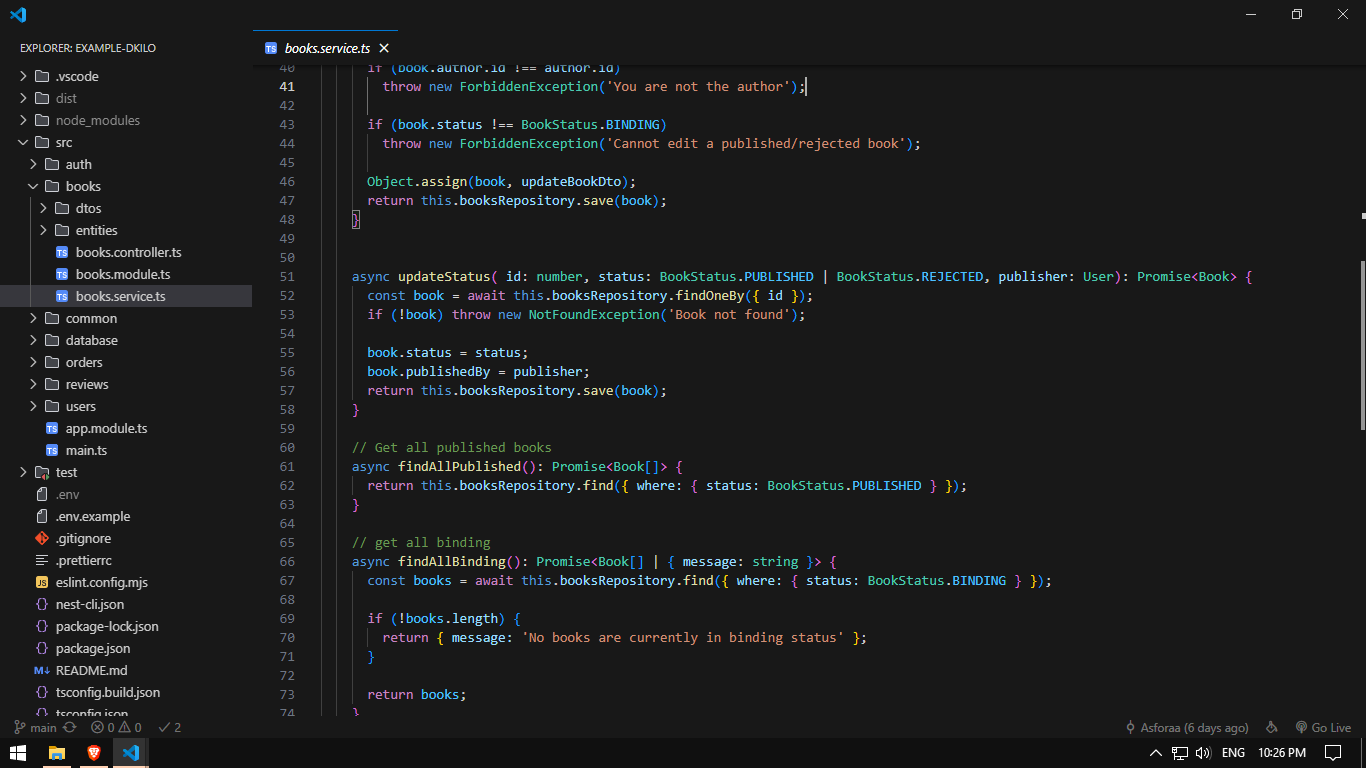 EXPLORER: EXAMPLE-DKILO
.vscode
dist
node_modules
src
auth
books
dtos
entities
TS books.controller.ts
TS books.module.ts
TS books.service.ts
common
database
orders
reviews
users
TS app.module.ts
TS main.ts
test
.env
.env.example
.gitignore
.prettierrc
JS eslint.config.mjs
{} nest-cli.json
{} package-lock.json
{} package.json
M↓ README.md
{} tsconfig.build.json
{} tsconfig.json
TS books.service.ts
40 if (book.author.id !== author.id)
41 throw new ForbiddenException('You are not the author');
42
43 if (book.status !== BookStatus.BINDING)
44 throw new ForbiddenException('Cannot edit a published/rejected book');
45
46 Object.assign(book, updateBookDto);
47 return this.booksRepository.save(book);
48 }
49
50
51 async updateStatus( id: number, status: BookStatus.PUBLISHED | BookStatus.REJECTED, publisher: User): Promise<Book> {
52 const book = await this.booksRepository.findOneBy({ id });
53 if (!book) throw new NotFoundException('Book not found');
54
55 book.status = status;
56 book.publishedBy = publisher;
57 return this.booksRepository.save(book);
58 }
59
60 // Get all published books
61 async findAllPublished(): Promise<Book[]> {
62 return this.booksRepository.find({ where: { status: BookStatus.PUBLISHED } });
63 }
64
65 // get all binding
66 async findAllBinding(): Promise<Book[] | { message: string }> {
67 const books = await this.booksRepository.find({ where: { status: BookStatus.BINDING } });
68
69 if (!books.length) {
70 return { message: 'No books are currently in binding status' };
71 }
72
73 return books;
74 }
main 0 0 2
Asforaa (6 days ago) Go Live
ENG 10:26 PM